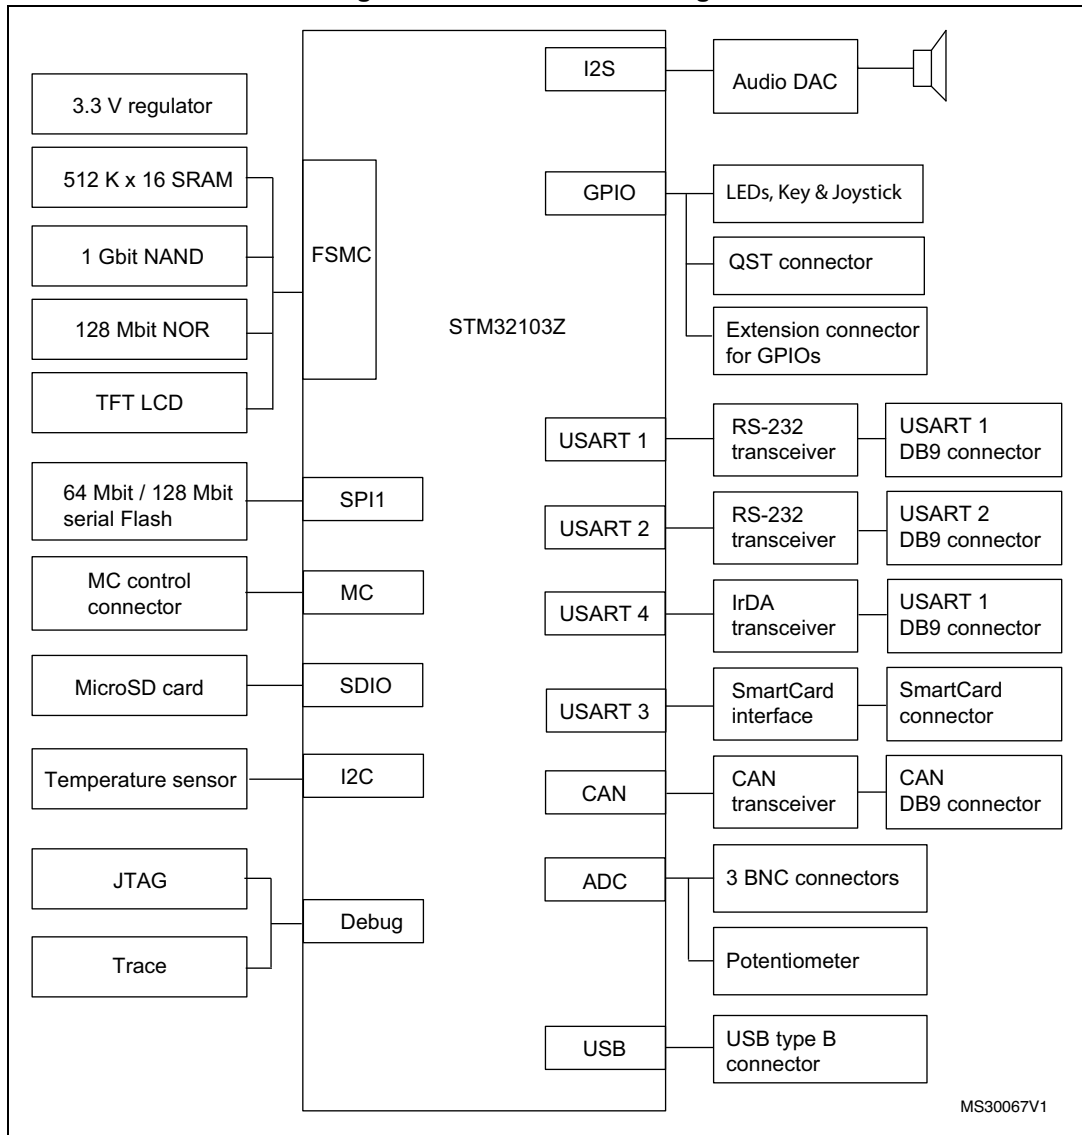 I2S
Audio DAC
3.3 V regulator
512 K x 16 SRAM
GPIO
LEDs, Key & Joystick
1 Gbit NAND
FSMC
QST connector
128 Mbit NOR
STM32103Z
Extension connector
for GPIOs
TFT LCD
USART 1
RS-232
transceiver
USART 1
DB9 connector
64 Mbit / 128 Mbit
serial Flash
SPI1
USART 2
RS-232
transceiver
USART 2
DB9 connector
MC control
connector
MC
USART 4
IrDA
transceiver
USART 1
DB9 connector
MicroSD card
SDIO
USART 3
SmartCard
interface
SmartCard
connector
Temperature sensor
I2C
CAN
CAN
transceiver
CAN
DB9 connector
JTAG
ADC
3 BNC connectors
Debug
Trace
Potentiometer
USB
USB type B
connector
MS30067V1